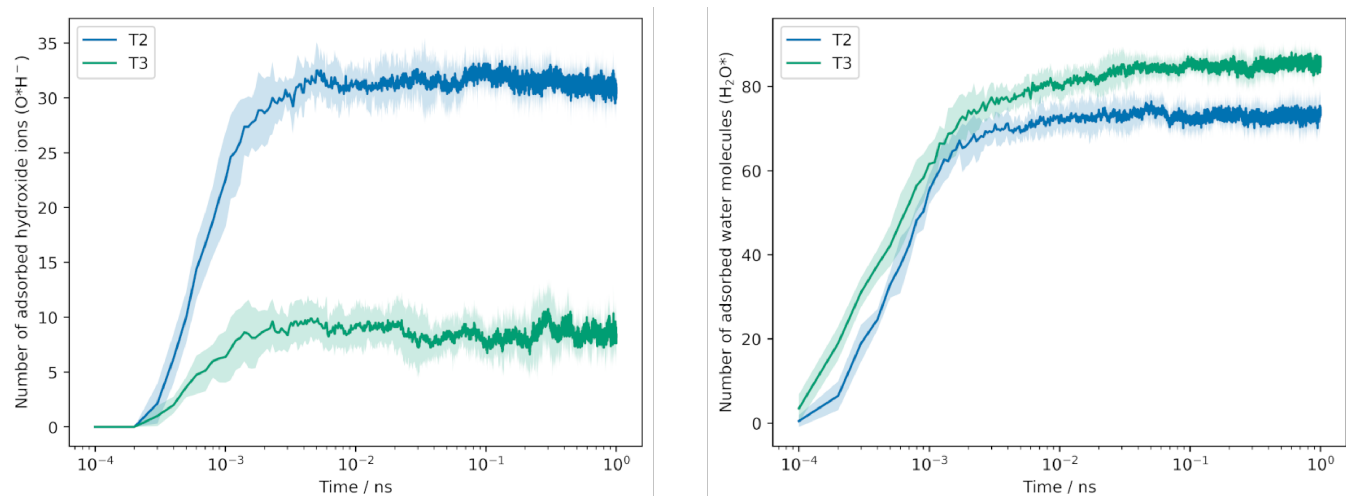 T2
T3
Number of adsorbed hydroxide ions (O*H⁻)
35
30
25
20
15
10
5
0
10⁻⁴
10⁻³
10⁻²
10⁻¹
10⁰
Time / ns
T2
T3
Number of adsorbed water molecules (H₂O*)
80
60
40
20
0
10⁻⁴
10⁻³
10⁻²
10⁻¹
10⁰
Time / ns